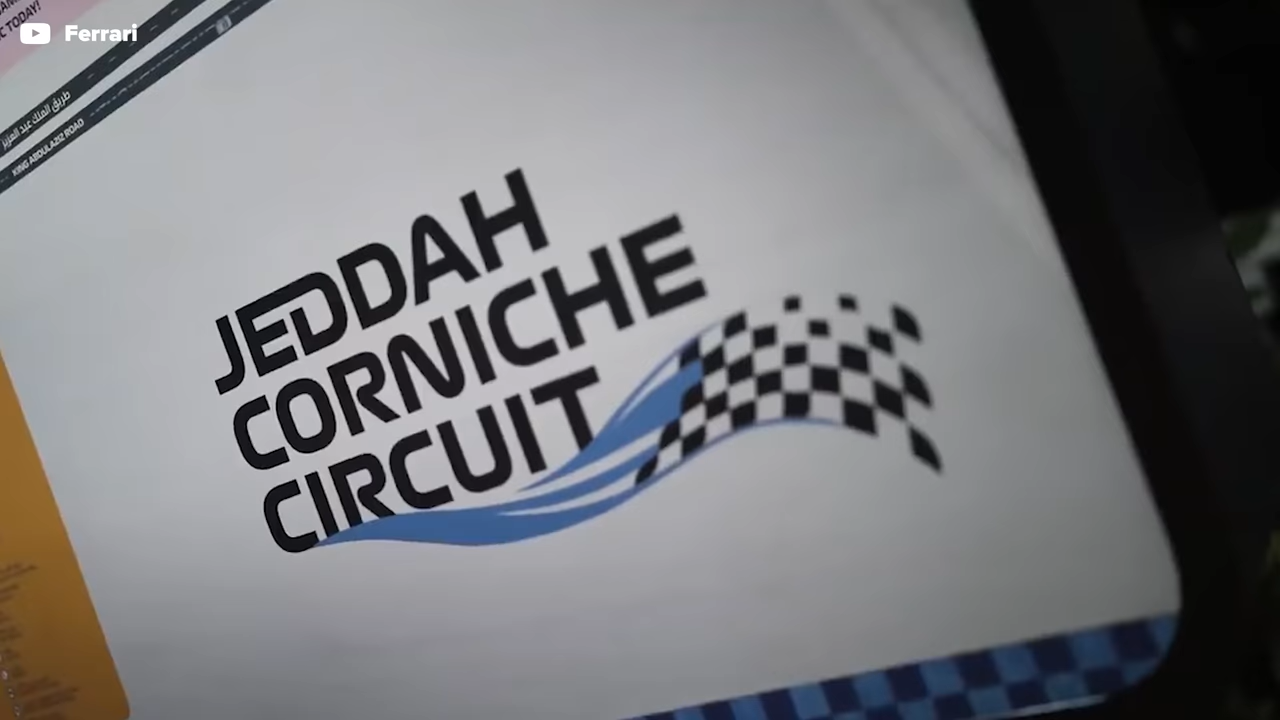 C TODAY!
Ferrari
طريق الملك عبد العزيز
KING ABDULAZIZ ROAD
JEDDAH
CORNICHE
CIRCUIT